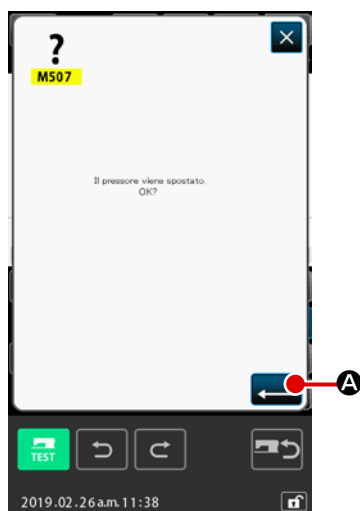 ?
M507
Il pressore viene spostato.
OK?
A
TEST
2019.02.26a.m.11:38